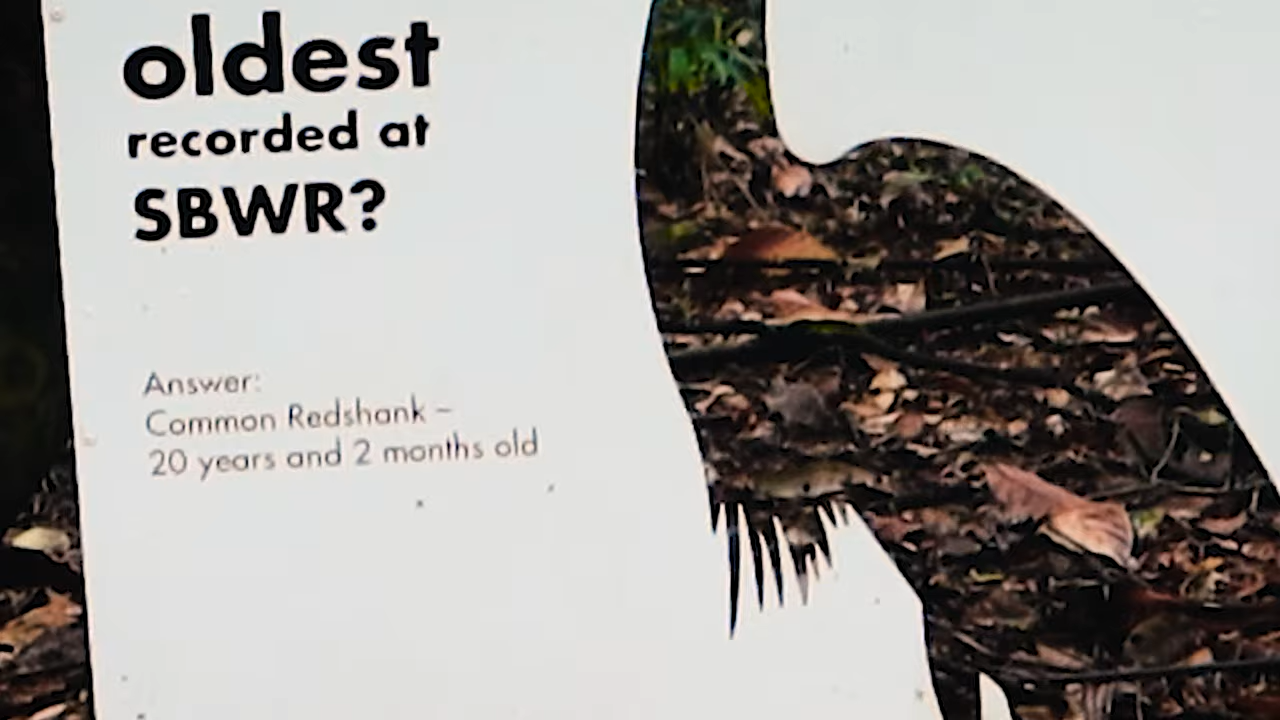 oldest
recorded at
SBWR?
Answer:
Common Redshank –
20 years and 2 months old